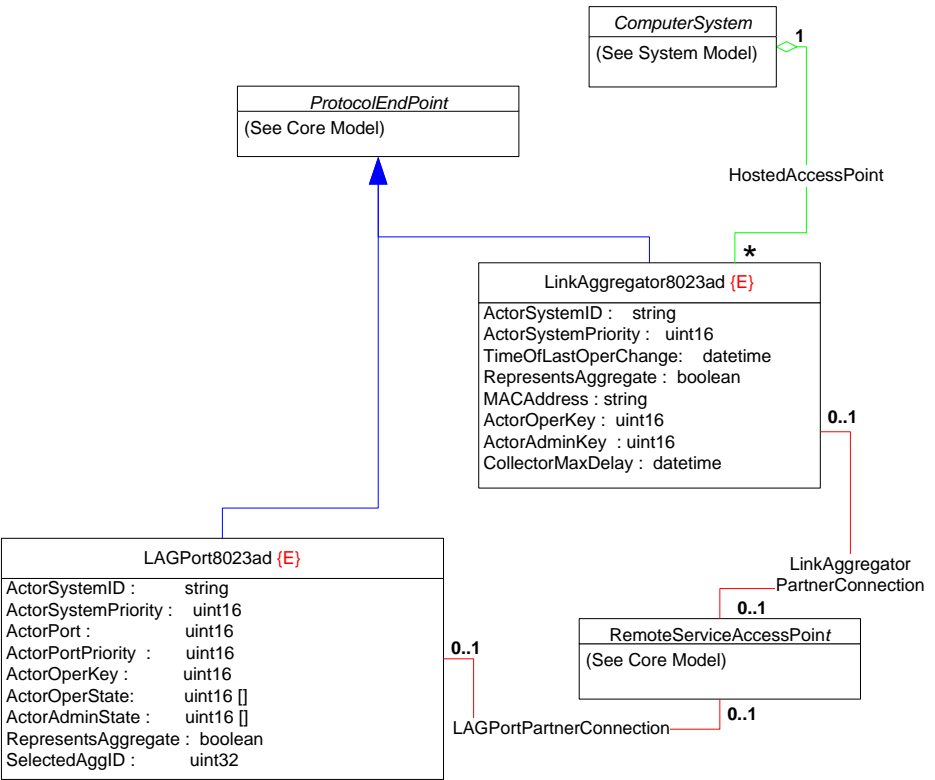 ComputerSystem
(See System Model)
1
ProtocolEndPoint
(See Core Model)
HostedAccessPoint
*
LinkAggregator8023ad {E}
ActorSystemID : string
ActorSystemPriority : uint16
TimeOfLastOperChange: datetime
RepresentsAggregate : boolean
MACAddress : string
ActorOperKey : uint16
ActorAdminKey : uint16
CollectorMaxDelay : datetime
0..1
LinkAggregator
PartnerConnection
0..1
LAGPort8023ad {E}
ActorSystemID : string
ActorSystemPriority : uint16
ActorPort : uint16
ActorPortPriority : uint16
ActorOperKey : uint16
ActorOperState: uint16 []
ActorAdminState : uint16 []
RepresentsAggregate : boolean
SelectedAggID : uint32
0..1
RemoteServiceAccessPoint
(See Core Model)
0..1
LAGPortPartnerConnection